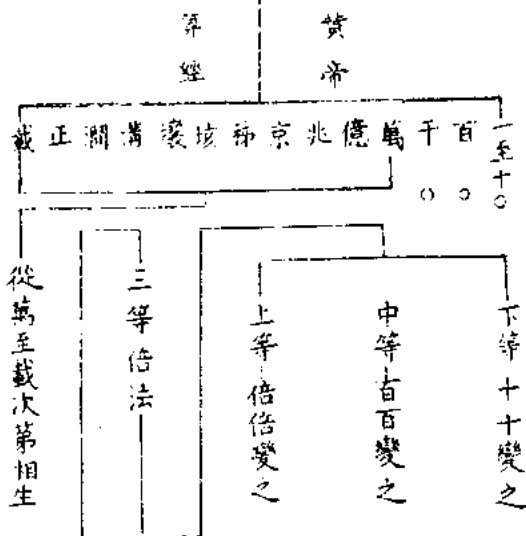 黃帝
算經
一至十○
百○
千○
萬億兆京秭垓壤溝澗正載
下等十十變之
中等百百變之
上等倍倍變之
三等倍法
從萬至載次第相生